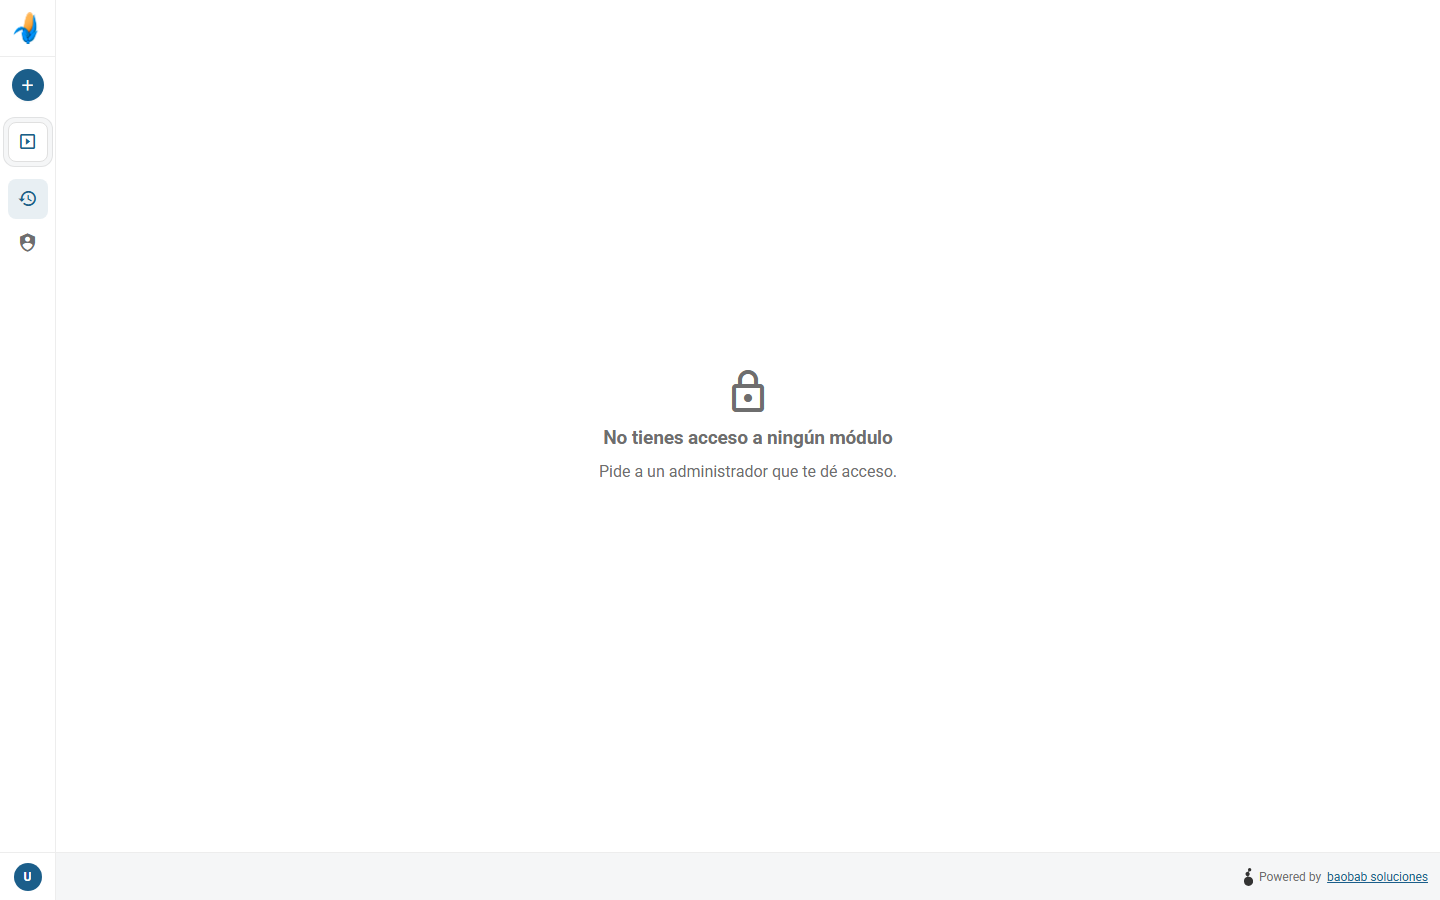 No tienes acceso a ningún módulo
Pide a un administrador que te dé acceso.
U
Powered by baobab soluciones